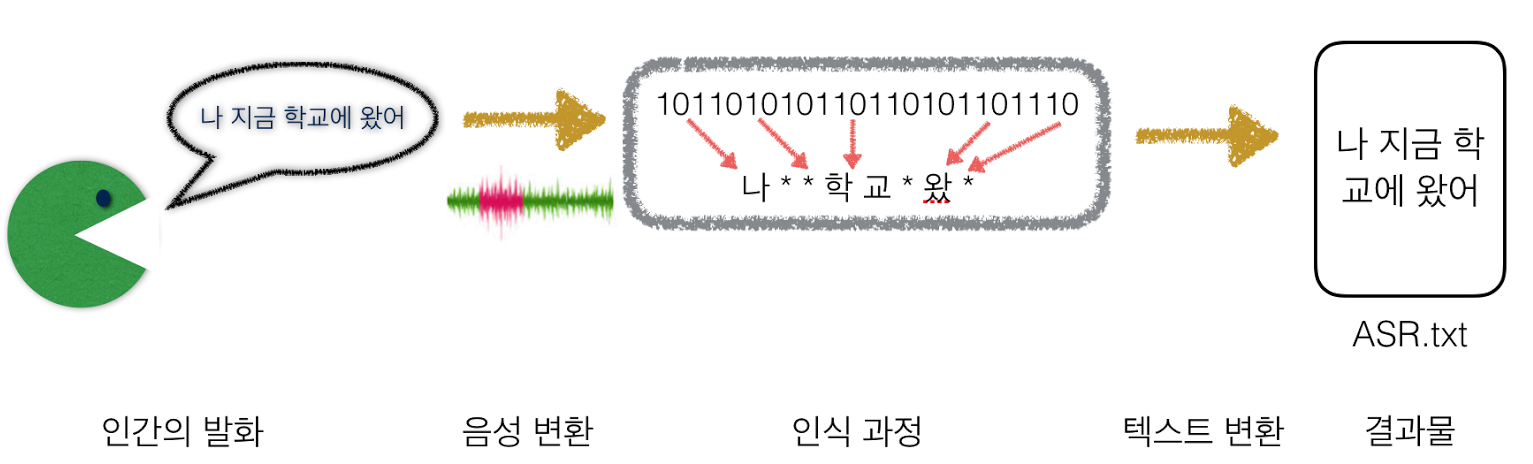 나 지금 학교에 왔어
101101010110110101101110
나 * * 학 교 * 왔 *
나 지금 학
교에 왔어
ASR.txt
인간의 발화
음성 변환
인식 과정
텍스트 변환
결과물